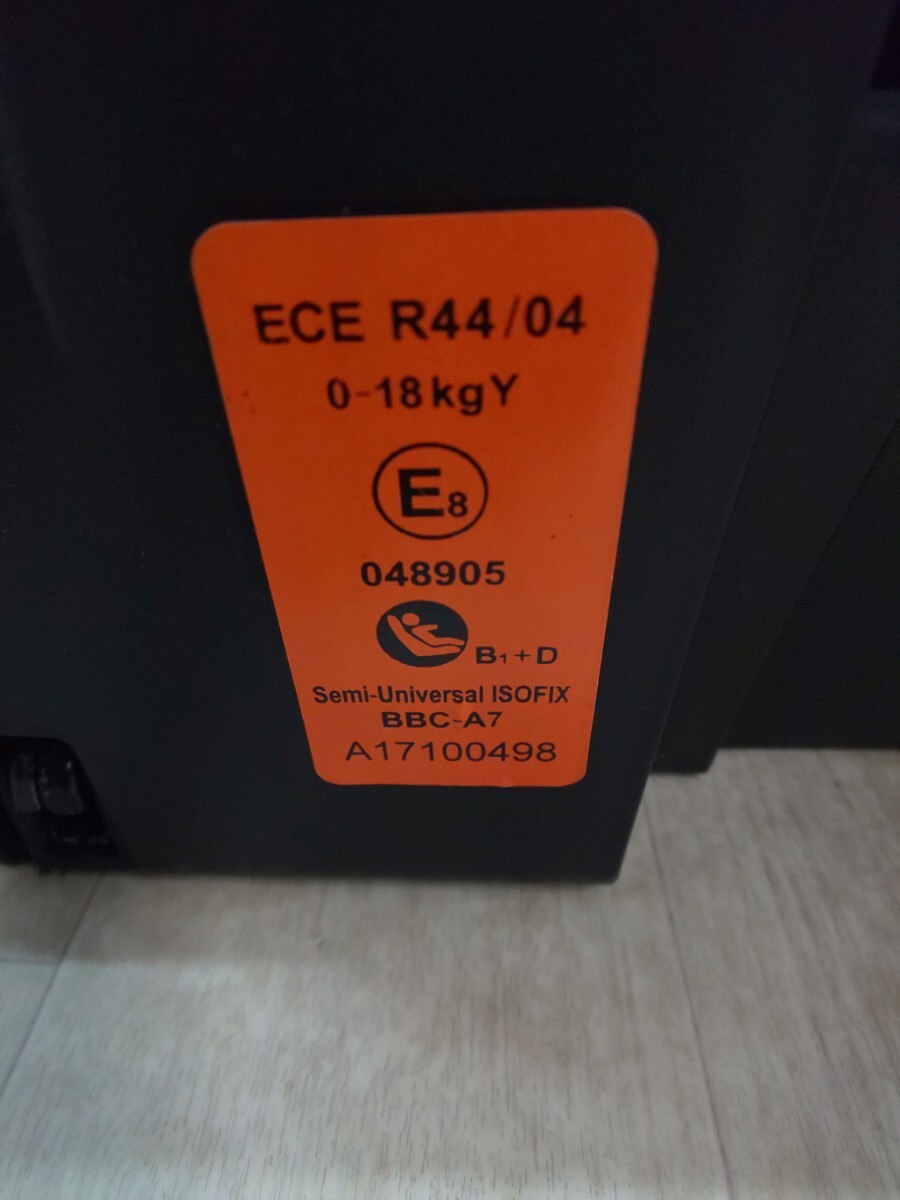 ECE R44/04
0-18kgY
E8
048905
B1+D
Semi-Universal ISOFIX
BBC-A7
A17100498